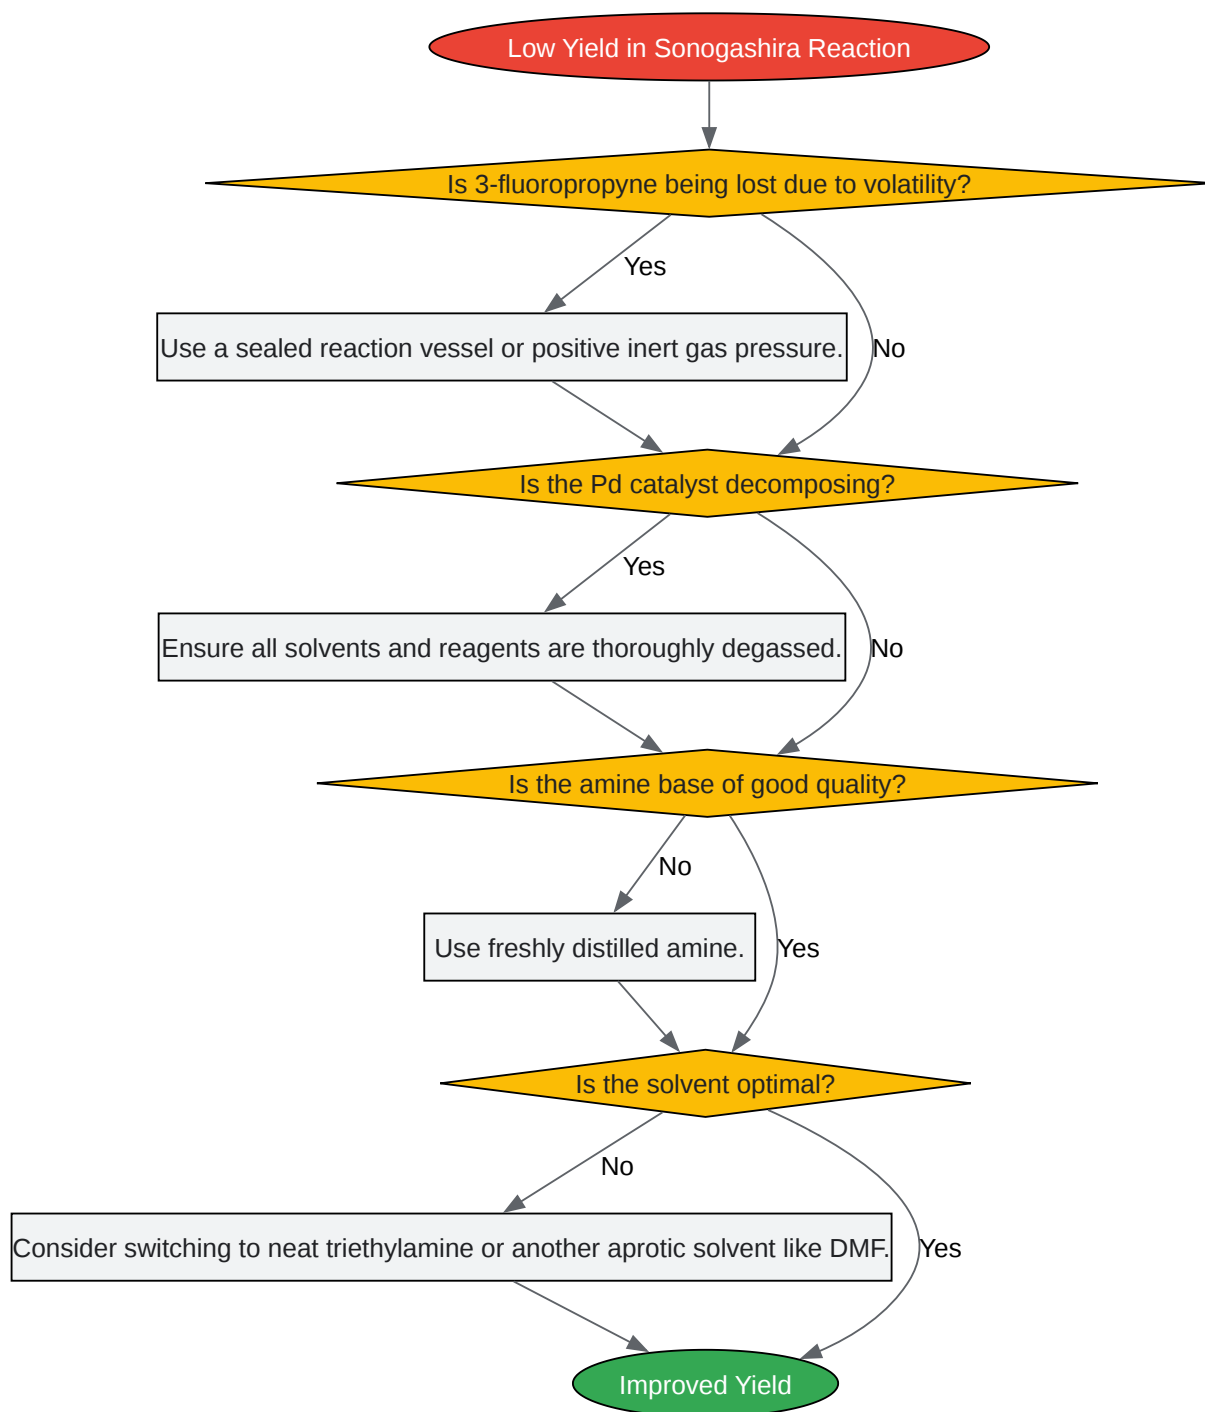 Low Yield in Sonogashira Reaction
Is 3-fluoropropyne being lost due to volatility?
Yes
Use a sealed reaction vessel or positive inert gas pressure.
No
Is the Pd catalyst decomposing?
Yes
Ensure all solvents and reagents are thoroughly degassed.
No
Is the amine base of good quality?
No
Use freshly distilled amine.
Yes
Is the solvent optimal?
No
Consider switching to neat triethylamine or another aprotic solvent like DMF.
Yes
Improved Yield